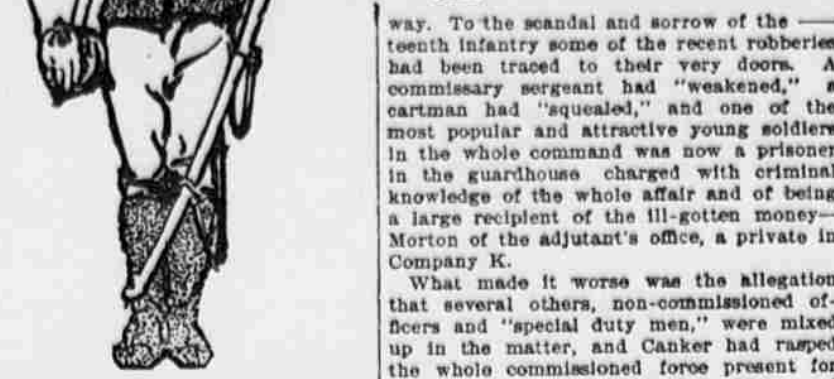 way. To the scandal and sorrow of the —
teenth infantry some of the recent robberies
had been traced to their very doors. A
commissary sergeant had "weakened," a
cartman had "squealed," and one of the
most popular and attractive young soldiers
in the whole command was now a prisoner
in the guardhouse charged with criminal
knowledge of the whole affair and of being
a large recipient of the ill-gotten money—
Morton of the adjutant's office, a private in
Company K.
What made it worse was the allegation
that several others, non-commissioned of-
ficers and "special duty men," were mixed
up in the matter, and Canker had rasped
the whole commissioned force present for